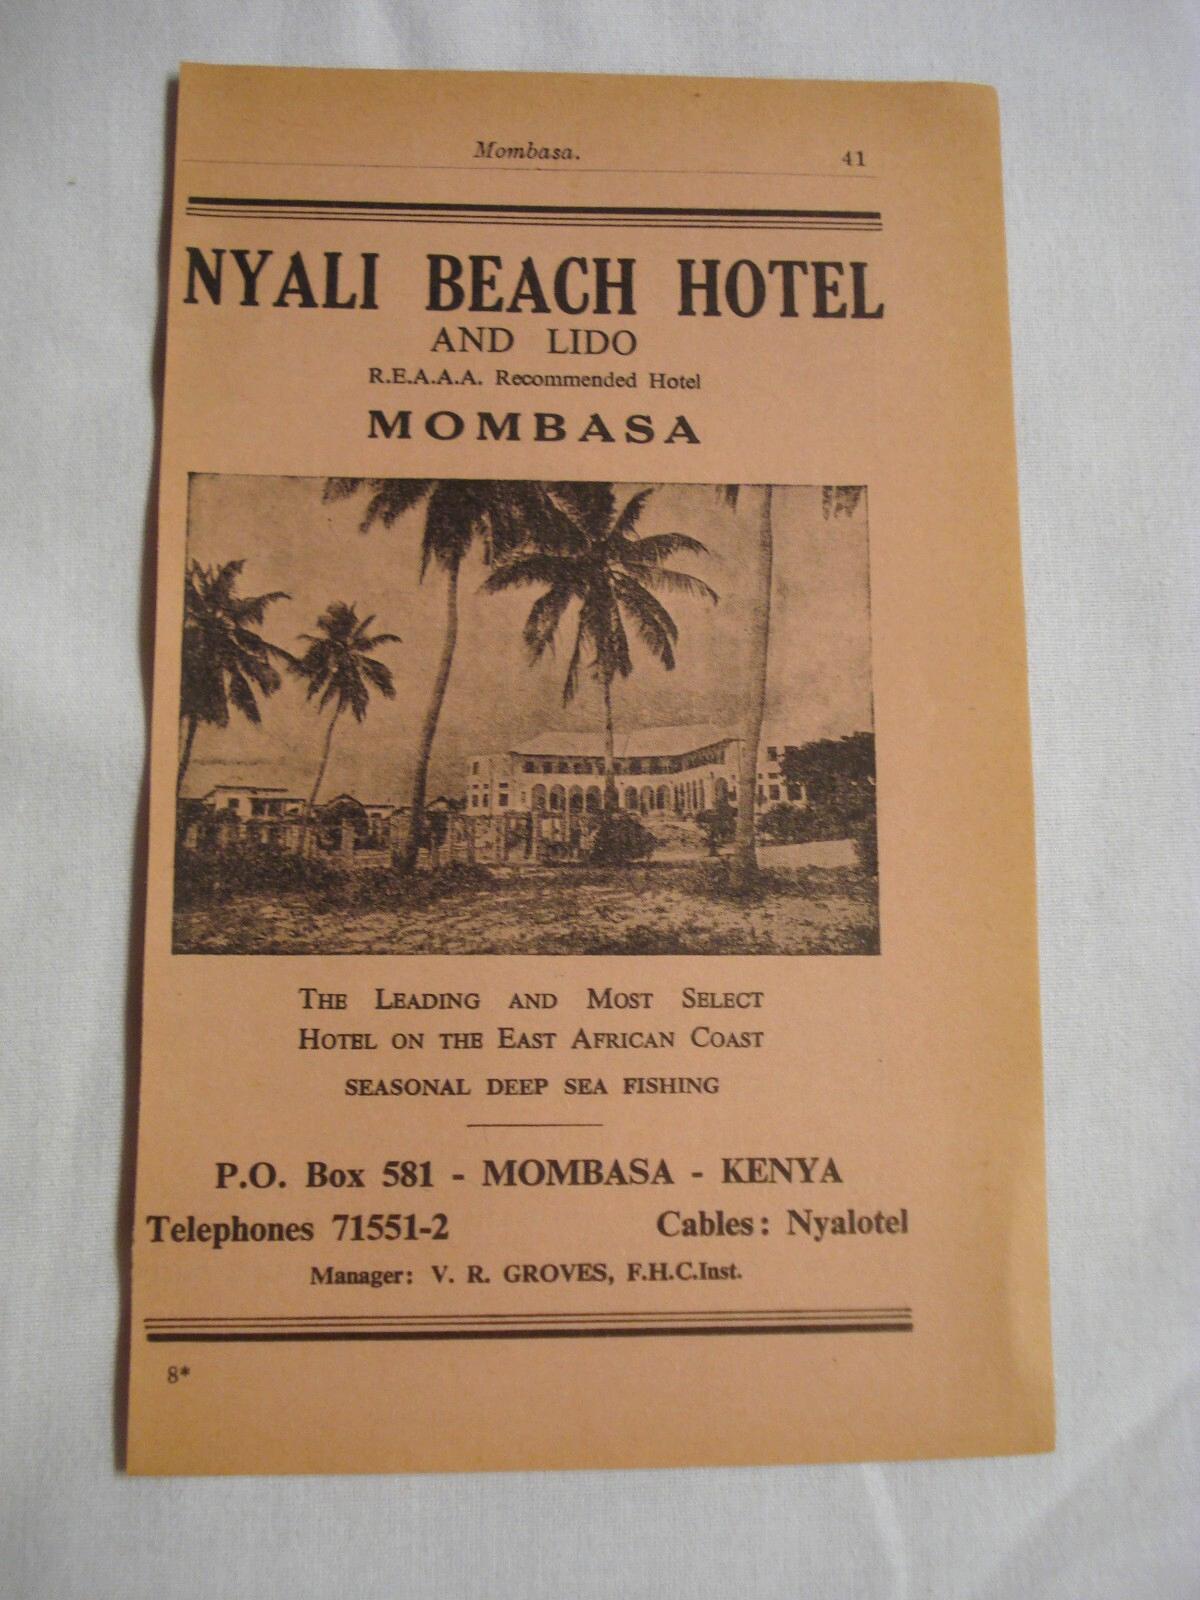 Mombasa. 41
NYALI BEACH HOTEL
AND LIDO
R.E.A.A.A. Recommended Hotel
MOMBASA
THE LEADING AND MOST SELECT
HOTEL ON THE EAST AFRICAN COAST
SEASONAL DEEP SEA FISHING
P.O. Box 581 - MOMBASA - KENYA
Telephones 71551-2 Cables: Nyalotel
Manager: V. R. GROVES, F.H.C.Inst.
8*